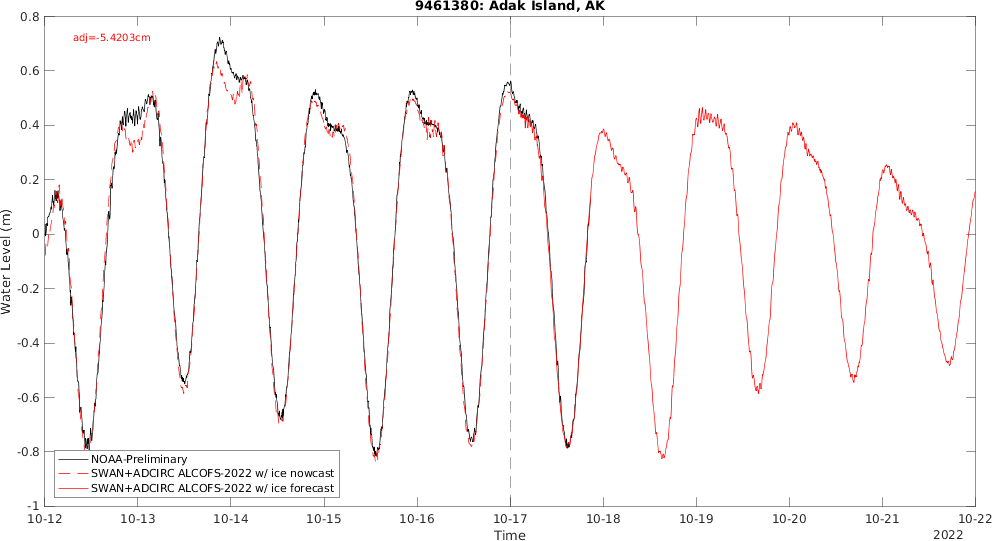 9461380: Adak Island, AK
adj=-5.4203cm
0.8
0.6
0.4
0.2
0
-0.2
-0.4
-0.6
-0.8
-1
Water Level (m)
NOAA-Preliminary
SWAN+ADCIRC ALCOFS-2022 w/ ice nowcast
SWAN+ADCIRC ALCOFS-2022 w/ ice forecast
10-12 10-13 10-14 10-15 10-16 10-17 10-18 10-19 10-20 10-21 10-22
Time
2022